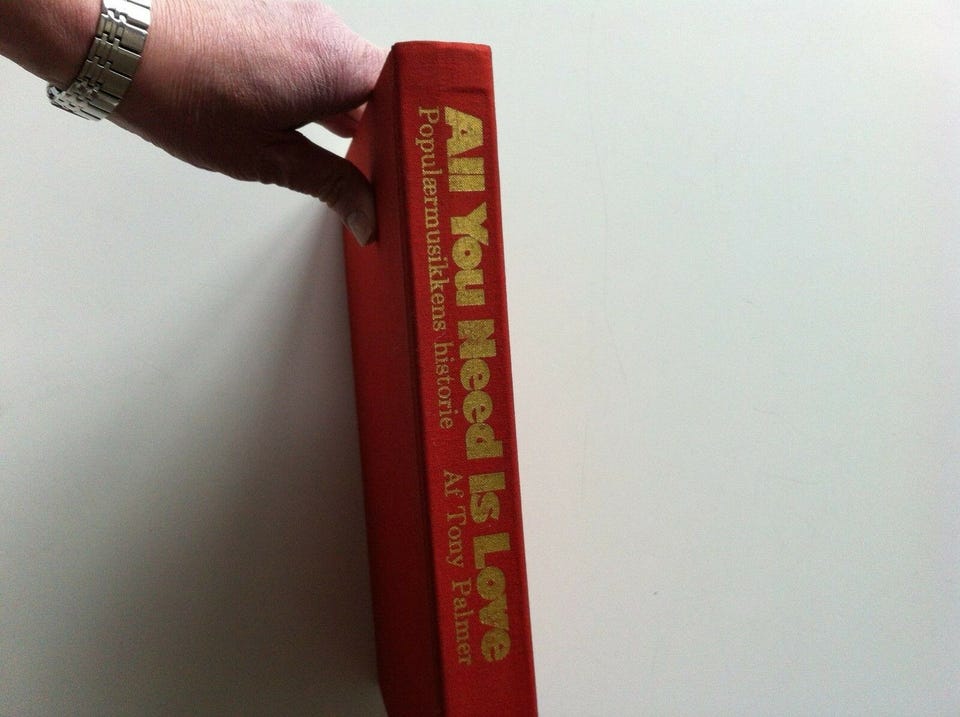 All You Need Is Love
Populærmusikkens historie Af Tony Palmer